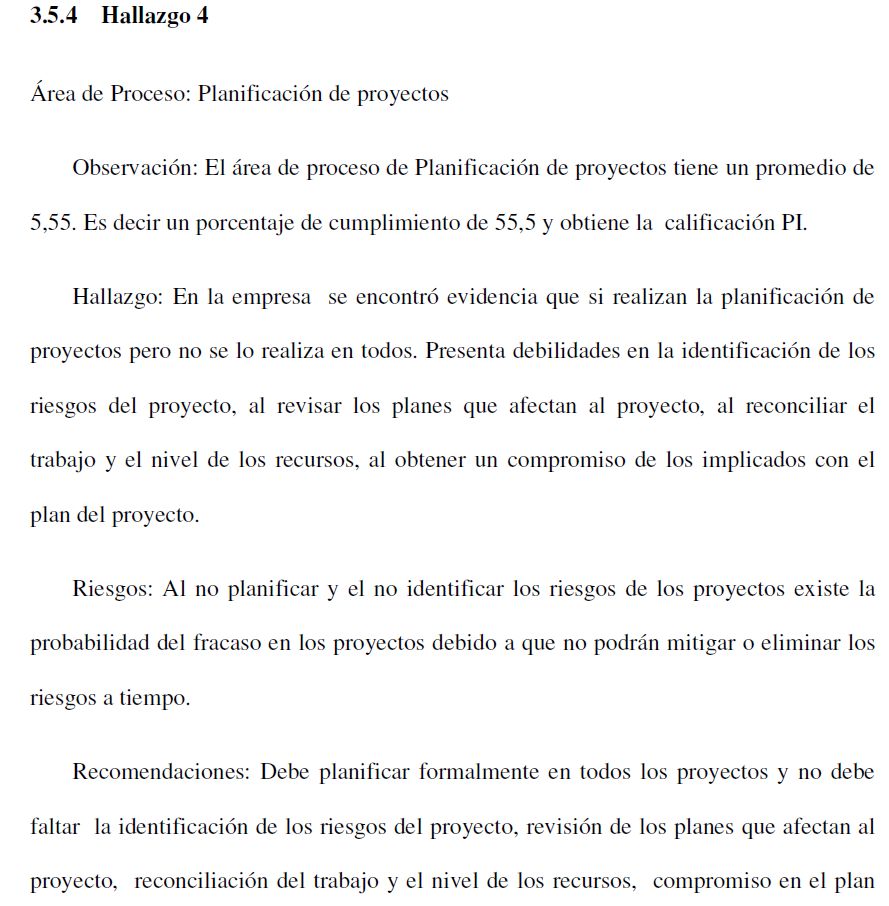 3.5.4 Hallazgo 4
Área de Proceso: Planificación de proyectos
Observación: El área de proceso de Planificación de proyectos tiene un promedio de
5,55. Es decir un porcentaje de cumplimiento de 55,5 y obtiene la calificación PI.
Hallazgo: En la empresa se encontró evidencia que si realizan la planificación de
proyectos pero no se lo realiza en todos. Presenta debilidades en la identificación de los
riesgos del proyecto, al revisar los planes que afectan al proyecto, al reconciliar el
trabajo y el nivel de los recursos, al obtener un compromiso de los implicados con el
plan del proyecto.
Riesgos: Al no planificar y el no identificar los riesgos de los proyectos existe la
probabilidad del fracaso en los proyectos debido a que no podrán mitigar o eliminar los
riesgos a tiempo.
Recomendaciones: Debe planificar formalmente en todos los proyectos y no debe
faltar la identificación de los riesgos del proyecto, revisión de los planes que afectan al
proyecto, reconciliación del trabajo y el nivel de los recursos, compromiso en el plan